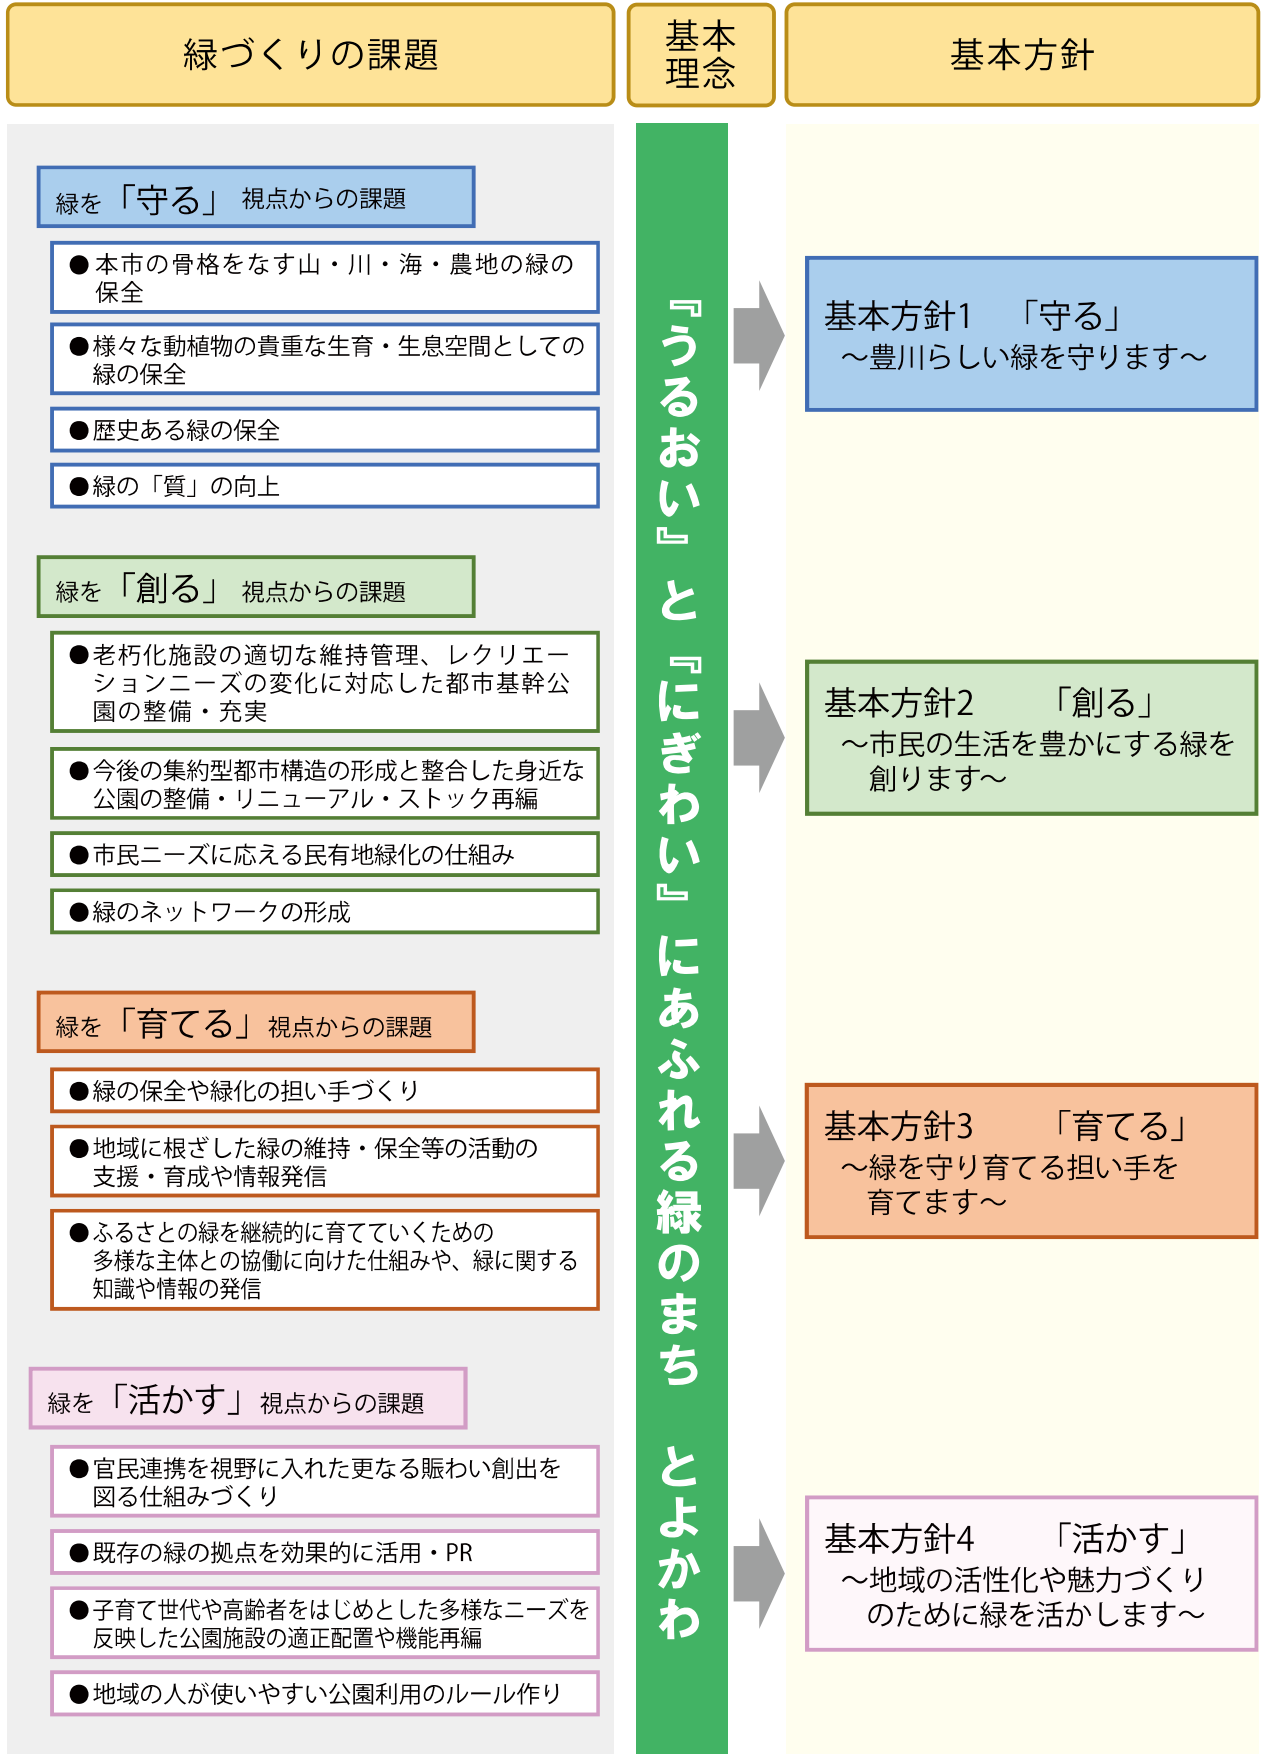 緑づくりの課題
基本
理念
基本方針
緑を「守る」視点からの課題
●本市の骨格をなす山・川・海・農地の緑の
保全
●様々な動植物の貴重な生育・生息空間としての
緑の保全
●歴史ある緑の保全
●緑の「質」の向上
緑を「創る」視点からの課題
●老朽化施設の適切な維持管理、レクリエー
ションニーズの変化に対応した都市基幹公
園の整備・充実
●今後の集約型都市構造の形成と整合した身近な
公園の整備・リニューアル・ストック再編
●市民ニーズに応える民有地緑化の仕組み
●緑のネットワークの形成
緑を「育てる」視点からの課題
●緑の保全や緑化の担い手づくり
●地域に根ざした緑の維持・保全等の活動の
支援・育成や情報発信
●ふるさとの緑を継続的に育てていくための
多様な主体との協働に向けた仕組みや、緑に関する
知識や情報の発信
緑を「活かす」視点からの課題
●官民連携を視野に入れた更なる賑わい創出を
図る仕組みづくり
●既存の緑の拠点を効果的に活用・PR
●子育て世代や高齢者をはじめとした多様なニーズを
反映した公園施設の適正配置や機能再編
●地域の人が使いやすい公園利用のルール作り
『うるおい』と『にぎわい』にあふれる緑のまち　とよかわ
基本方針1　「守る」
～豊川らしい緑を守ります～
基本方針2　「創る」
～市民の生活を豊かにする緑を
創ります～
基本方針3　「育てる」
～緑を守り育てる担い手を
育てます～
基本方針4　「活かす」
～地域の活性化や魅力づくり
のために緑を活かします～